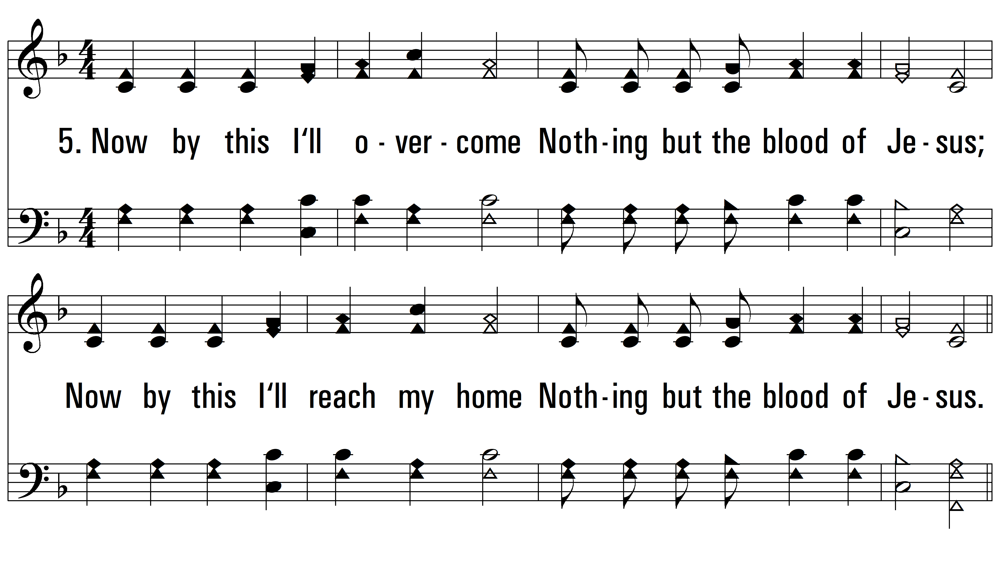 5. Now by this I‘ll o - ver - come Noth - ing but the blood of Je - sus;
Now by this I‘ll reach my home Noth - ing but the blood of Je - sus.